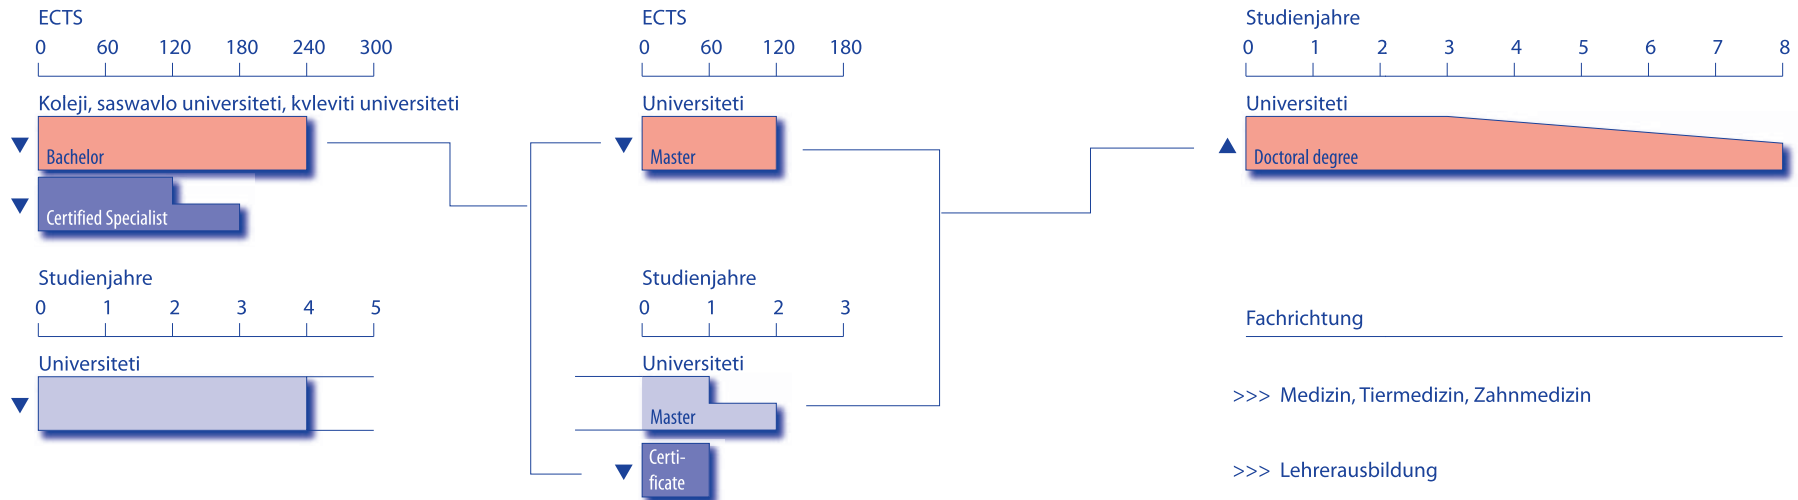 ECTS
0 60 120 180 240 300
Koleji, saswavlo universiteti, kvleviti universiteti
Bachelor
Certified Specialist
Studienjahre
0 1 2 3 4 5
Universiteti
ECTS
0 60 120 180
Universiteti
Master
Studienjahre
0 1 2 3
Universiteti
Master
Certi-
ficate
Studienjahre
0 1 2 3 4 5 6 7 8
Universiteti
Doctoral degree
Fachrichtung
>>> Medizin, Tiermedizin, Zahnmedizin
>>> Lehrerausbildung